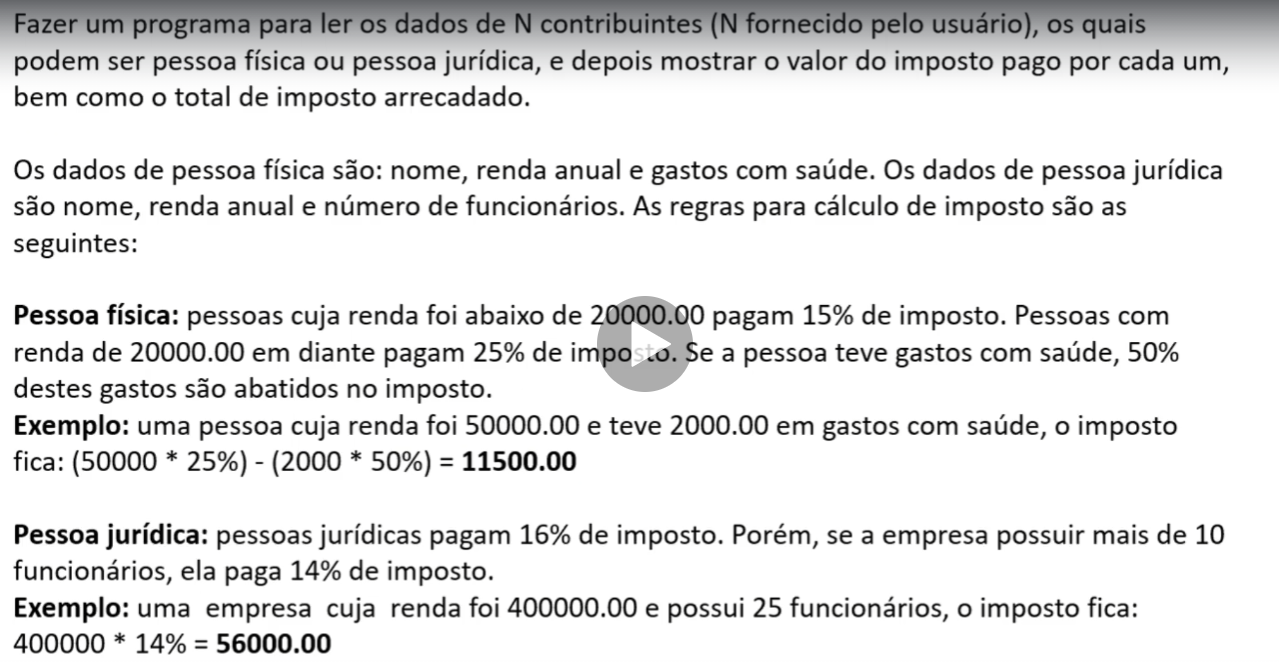 Fazer um programa para ler os dados de N contribuintes (N fornecido pelo usuário), os quais
podem ser pessoa física ou pessoa jurídica, e depois mostrar o valor do imposto pago por cada um,
bem como o total de imposto arrecadado.
Os dados de pessoa física são: nome, renda anual e gastos com saúde. Os dados de pessoa jurídica
são nome, renda anual e número de funcionários. As regras para cálculo de imposto são as
seguintes:
Pessoa física: pessoas cuja renda foi abaixo de 20000.00 pagam 15% de imposto. Pessoas com
renda de 20000.00 em diante pagam 25% de imposto. Se a pessoa teve gastos com saúde, 50%
destes gastos são abatidos no imposto.
Exemplo: uma pessoa cuja renda foi 50000.00 e teve 2000.00 em gastos com saúde, o imposto
fica: (50000 * 25%) - (2000 * 50%) = 11500.00
Pessoa jurídica: pessoas jurídicas pagam 16% de imposto. Porém, se a empresa possuir mais de 10
funcionários, ela paga 14% de imposto.
Exemplo: uma empresa cuja renda foi 400000.00 e possui 25 funcionários, o imposto fica:
400000 * 14% = 56000.00